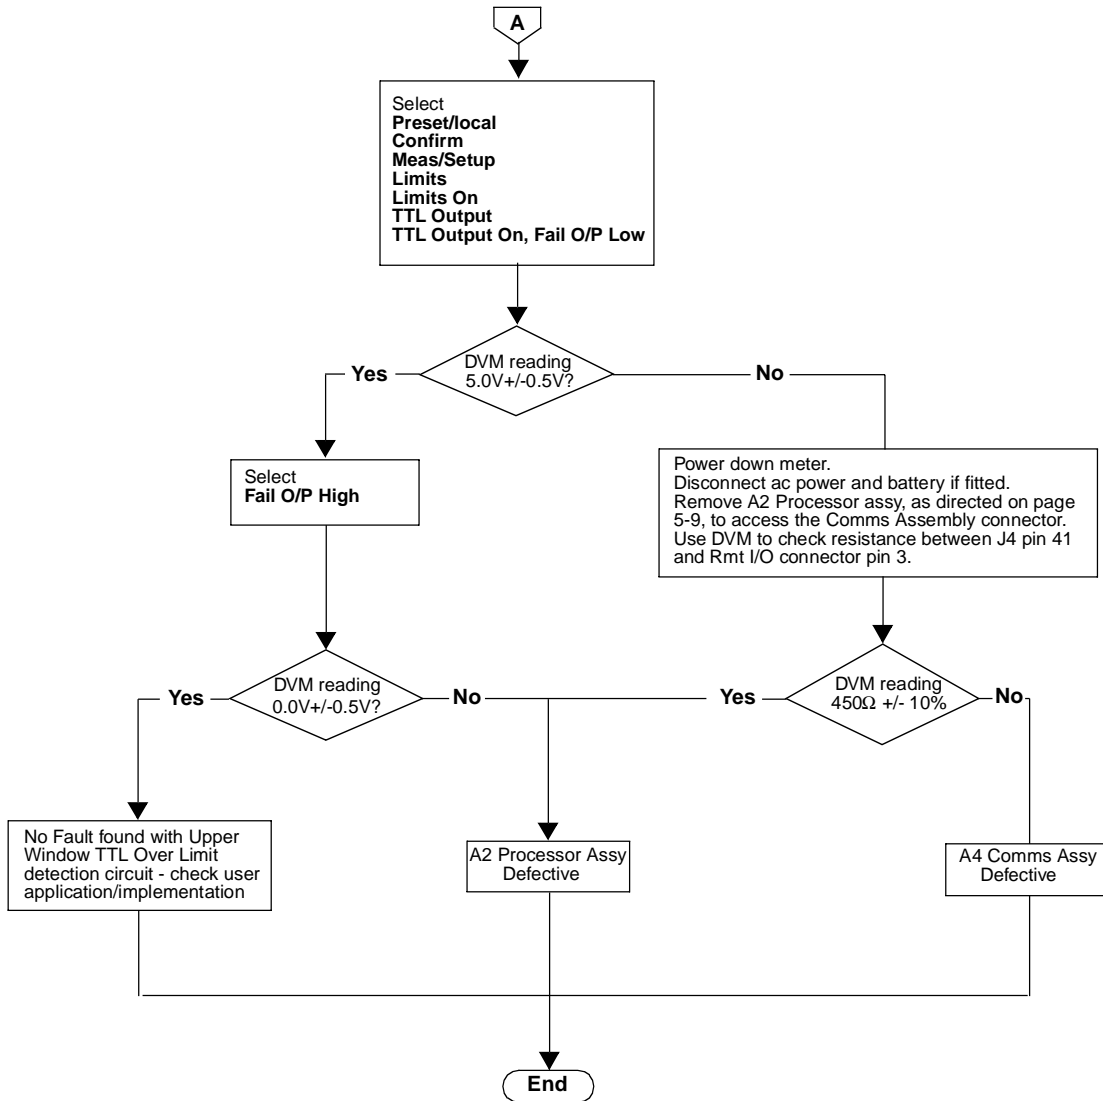 A
Select
Preset/local
Confirm
Meas/Setup
Limits
Limits On
TTL Output
TTL Output On, Fail O/P Low
DVM reading
5.0V+/-0.5V?
Yes
No
Select
Fail O/P High
Power down meter.
Disconnect ac power and battery if fitted.
Remove A2 Processor assy, as directed on page
5-9, to access the Comms Assembly connector.
Use DVM to check resistance between J4 pin 41
and Rmt I/O connector pin 3.
DVM reading
0.0V+/-0.5V?
Yes
No
DVM reading
450Ω +/- 10%
Yes
No
No Fault found with Upper
Window TTL Over Limit
detection circuit - check user
application/implementation
A2 Processor Assy
Defective
A4 Comms Assy
Defective
End